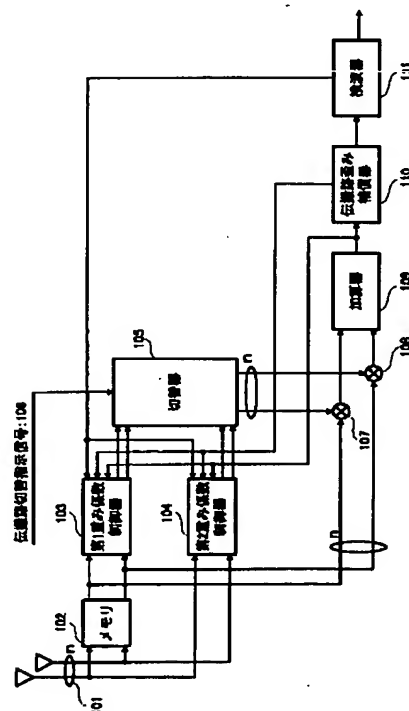 伝搬路切替指示信号:106
n
101
102
メモリ
103
第1重み係数
制御器
104
第2重み係数
制御器
105
切替器
n
n
107
108
加算器
109
伝搬路歪み
補償器
110
検波器
111